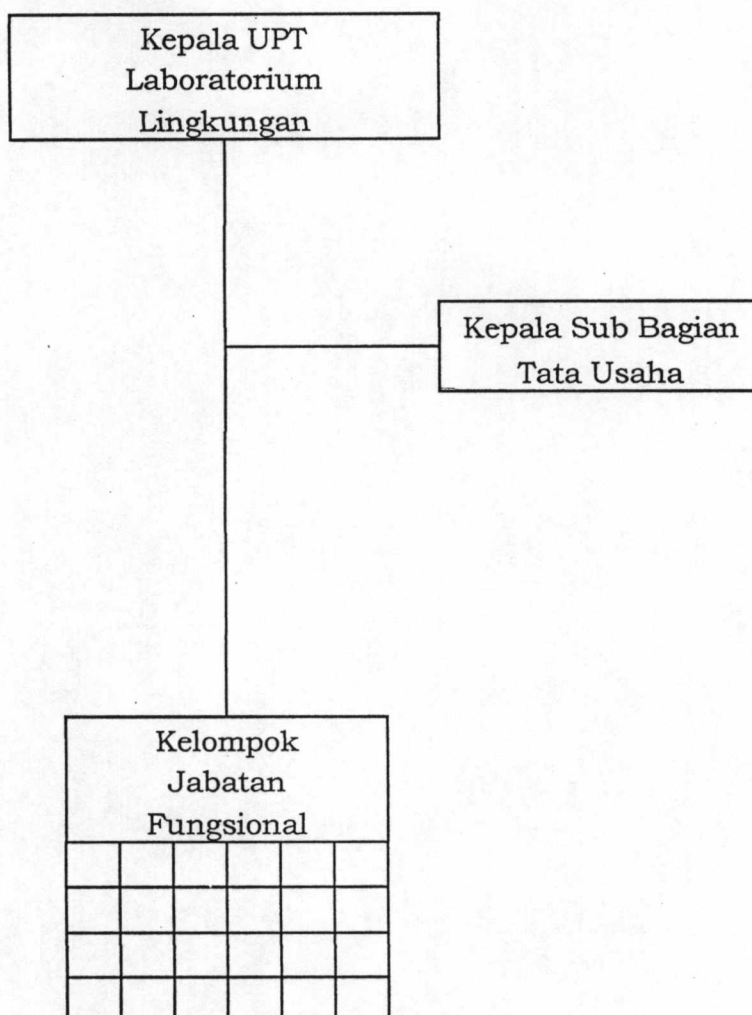 Kepala UPT
Laboratorium
Lingkungan
Kepala Sub Bagian
Tata Usaha
Kelompok
Jabatan
Fungsional